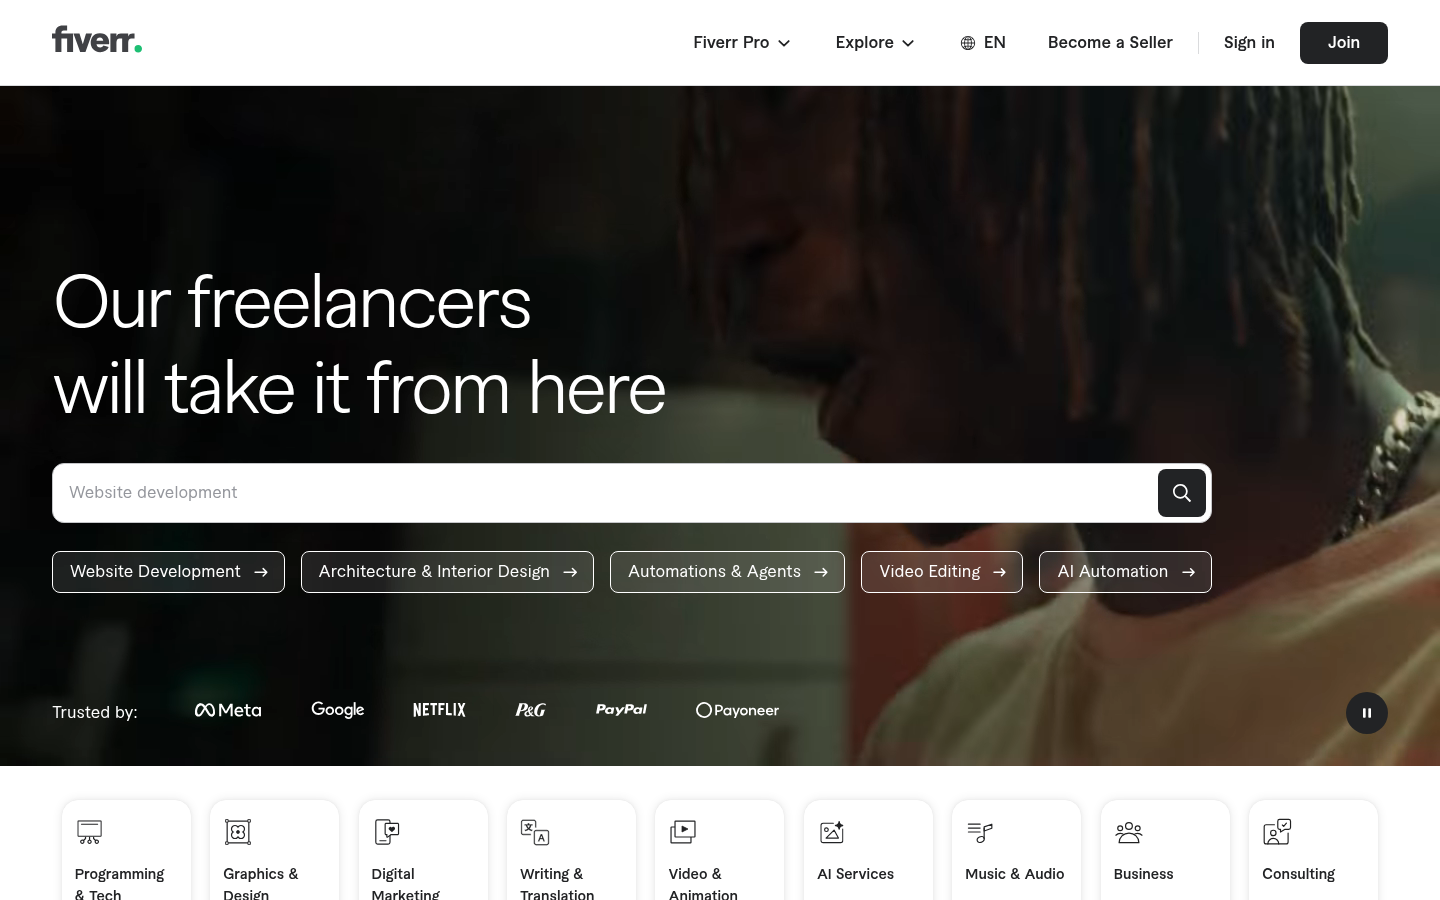 fiverr.
Fiverr Pro
Explore
EN
Become a Seller
Sign in
Join
Our freelancers
will take it from here
Website development
Website Development →
Architecture & Interior Design →
Automations & Agents →
Video Editing →
AI Automation →
Trusted by:
Meta
Google
NETFLIX
P&G
PayPal
Payoneer
Programming
& Tech
Graphics &
Design
Digital
Marketing
Writing &
Translation
Video &
Animation
AI Services
Music & Audio
Business
Consulting